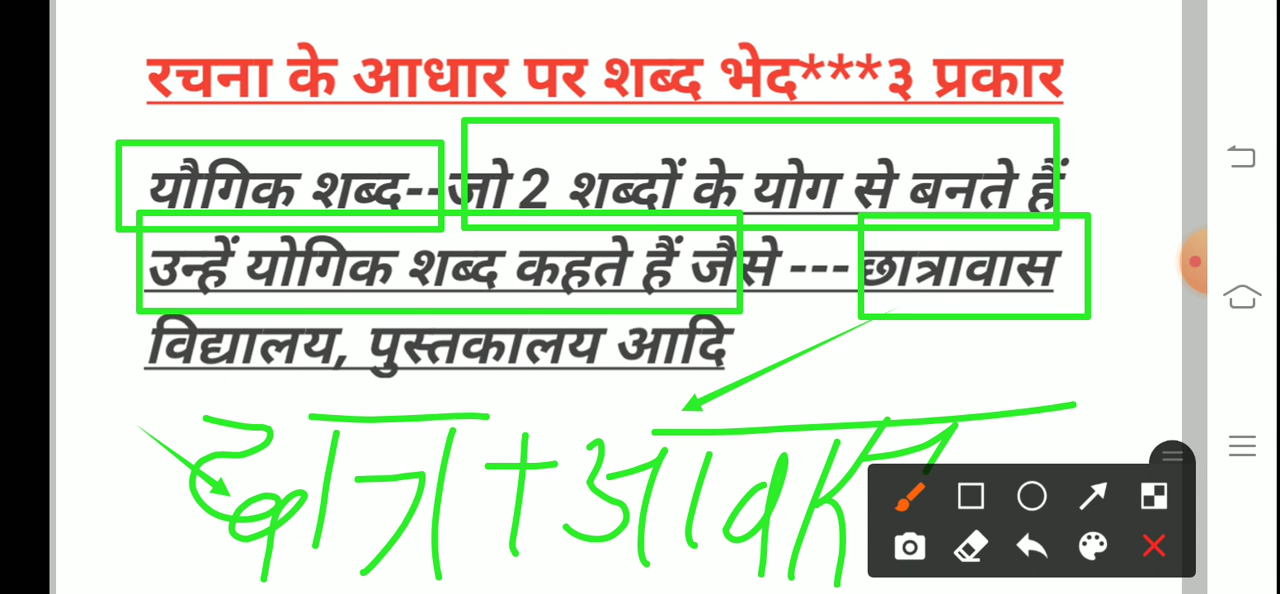 रचना के आधार पर शब्द भेद***३ प्रकार
यौगिक शब्द--जो 2 शब्दों के योग से बनते हैं
उन्हें योगिक शब्द कहते हैं जैसे --- छात्रावास
विद्यालय, पुस्तकालय आदि
छात्र + आवास